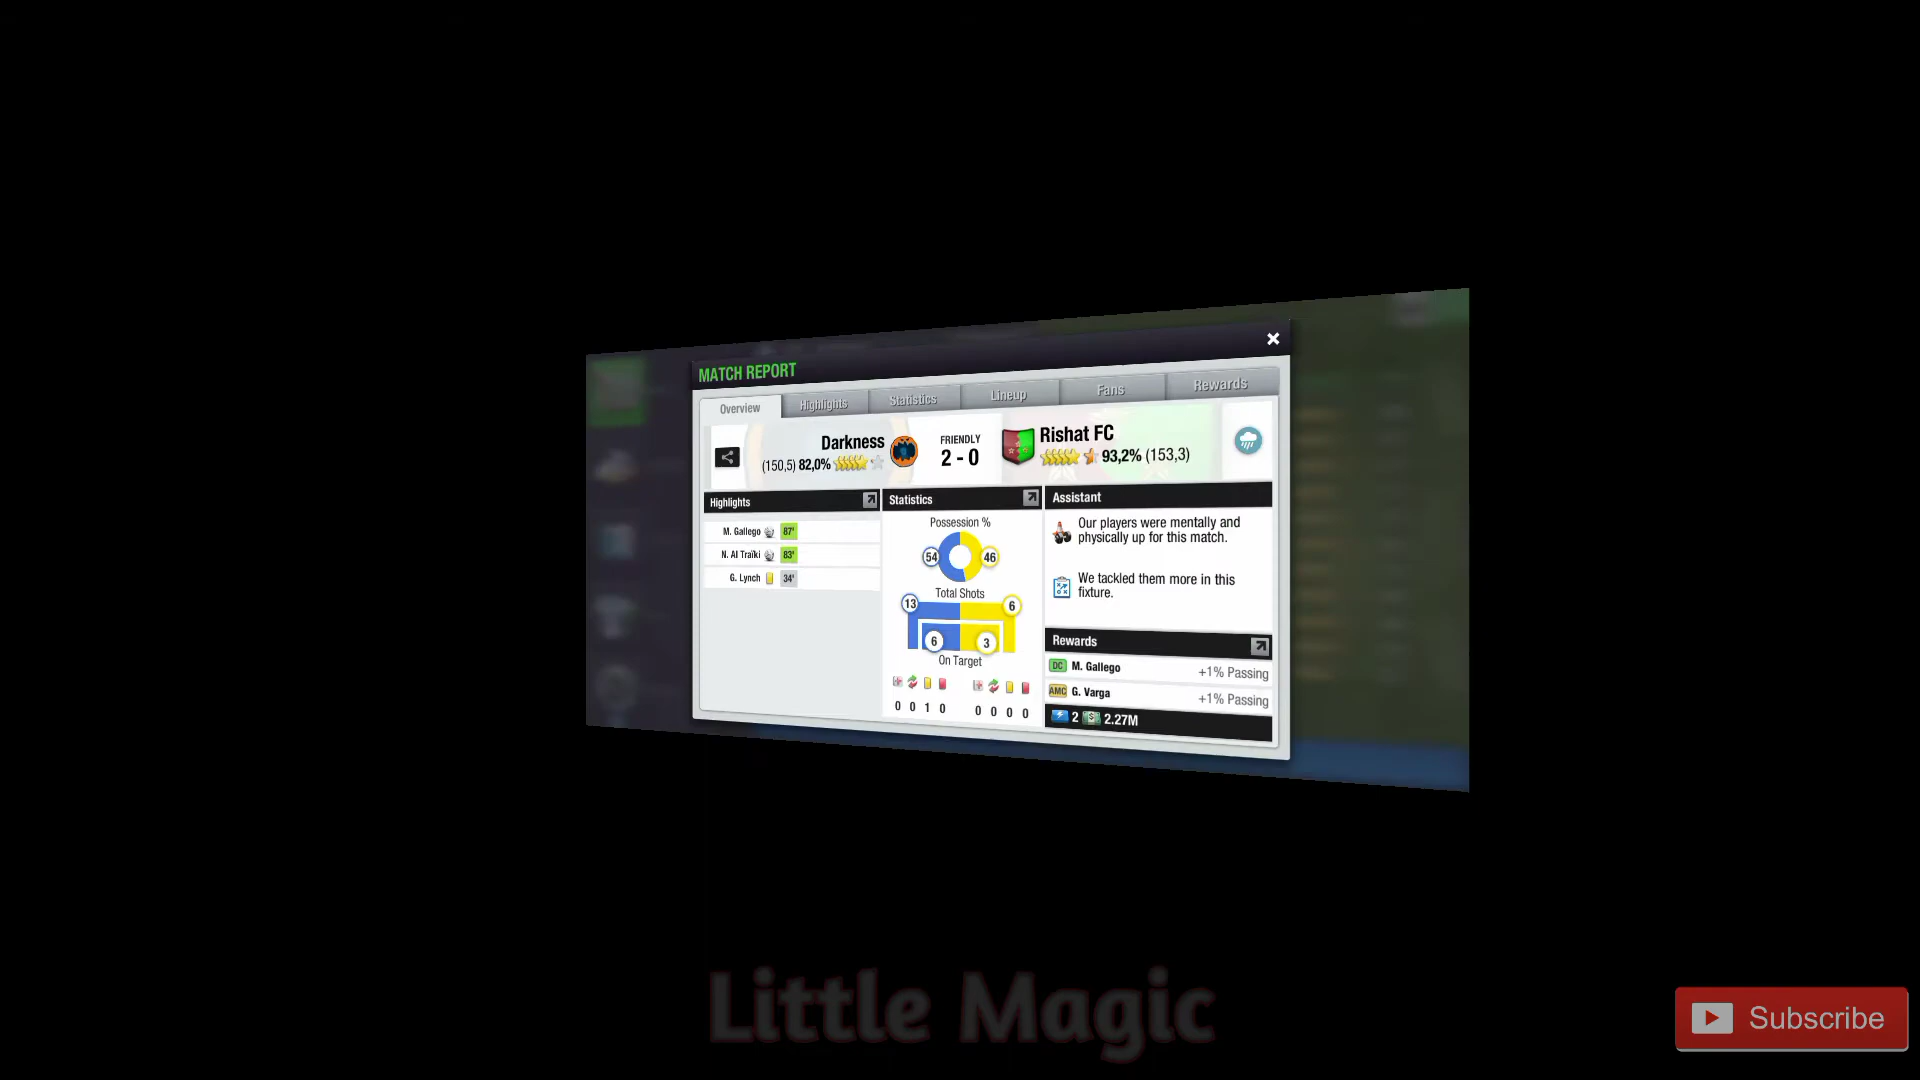 MATCH REPORT
Overview
Highlights
Statistics
Lineup
Fans
Rewards
Darkness
(150,5) 82,0%
FRIENDLY
2 - 0
Rishat FC
93,2% (153,3)
Highlights
M. Gallego 87'
N. Al Traïki 83'
G. Lynch 34'
Statistics
Possession %
54 46
Total Shots
13 6
6 3
On Target
0 0 1 0 0 0 0 0
Assistant
Our players were mentally and
physically up for this match.
We tackled them more in this
fixture.
Rewards
DC M. Gallego +1% Passing
AMC G. Varga +1% Passing
2 $ 2.27M
Little Magic
Subscribe